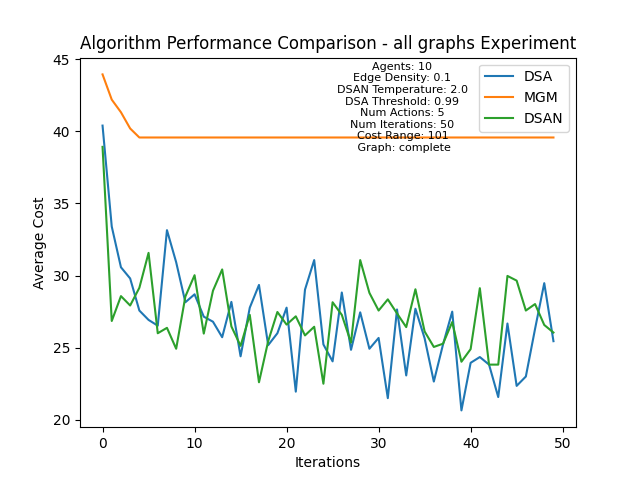 Algorithm Performance Comparison - all graphs Experiment
Agents: 10
Edge Density: 0.1
DSAN Temperature: 2.0
DSA Threshold: 0.99
Num Actions: 5
Num Iterations: 50
Cost Range: 101
Graph: complete
DSA
MGM
DSAN
Average Cost
45
40
35
30
25
20
0
10
20
30
40
50
Iterations